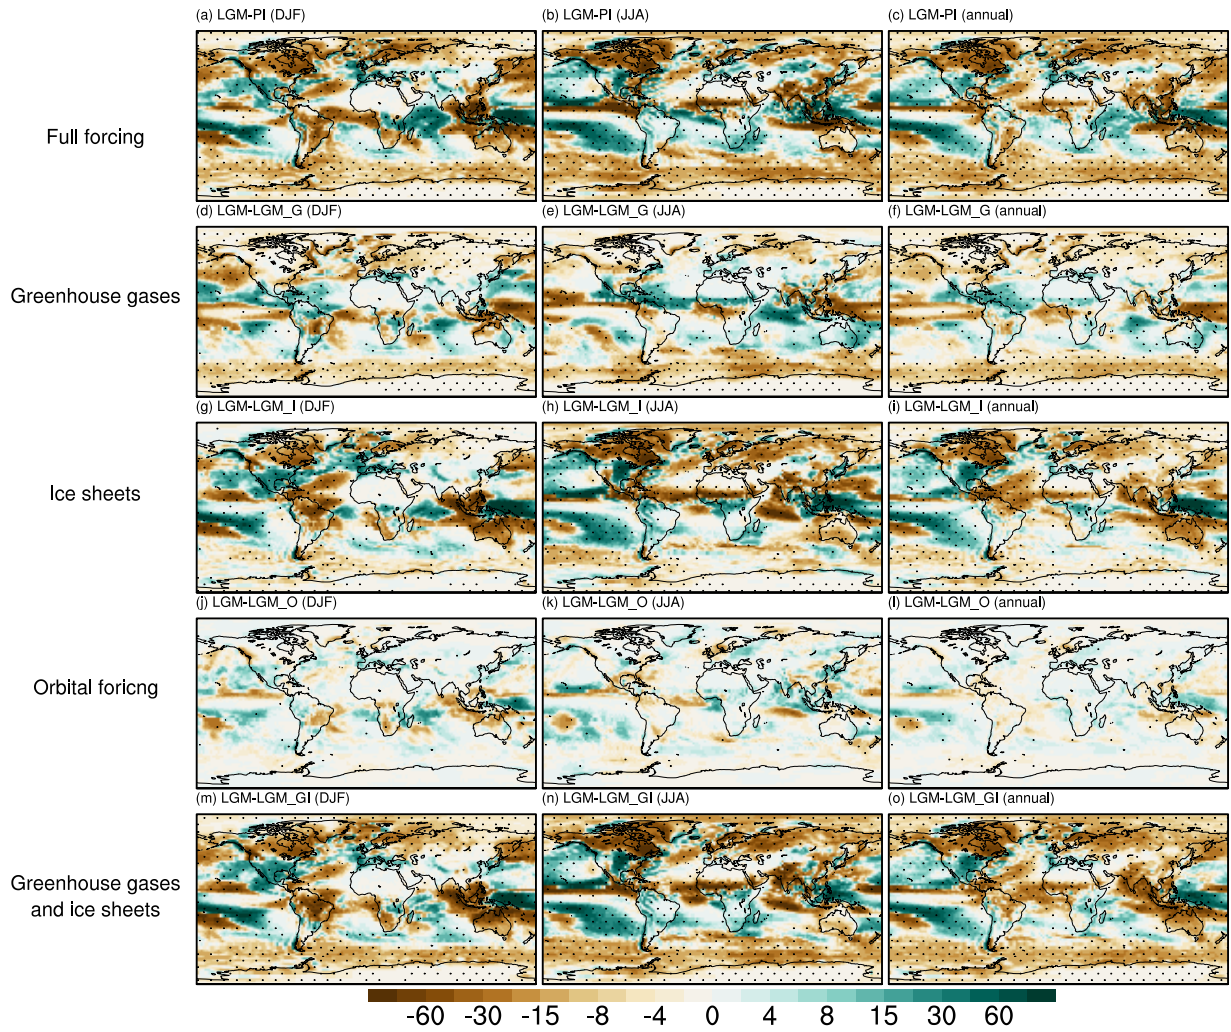 (a) LGM-PI (DJF)
(b) LGM-PI (JJA)
(c) LGM-PI (annual)
Full forcing
(d) LGM-LGM_G (DJF)
(e) LGM-LGM_G (JJA)
(f) LGM-LGM_G (annual)
Greenhouse gases
(g) LGM-LGM_I (DJF)
(h) LGM-LGM_I (JJA)
(i) LGM-LGM_I (annual)
Ice sheets
(j) LGM-LGM_O (DJF)
(k) LGM-LGM_O (JJA)
(l) LGM-LGM_O (annual)
Orbital foricng
(m) LGM-LGM_GI (DJF)
(n) LGM-LGM_GI (JJA)
(o) LGM-LGM_GI (annual)
Greenhouse gases
and ice sheets
-60 -30 -15 -8 -4 0 4 8 15 30 60